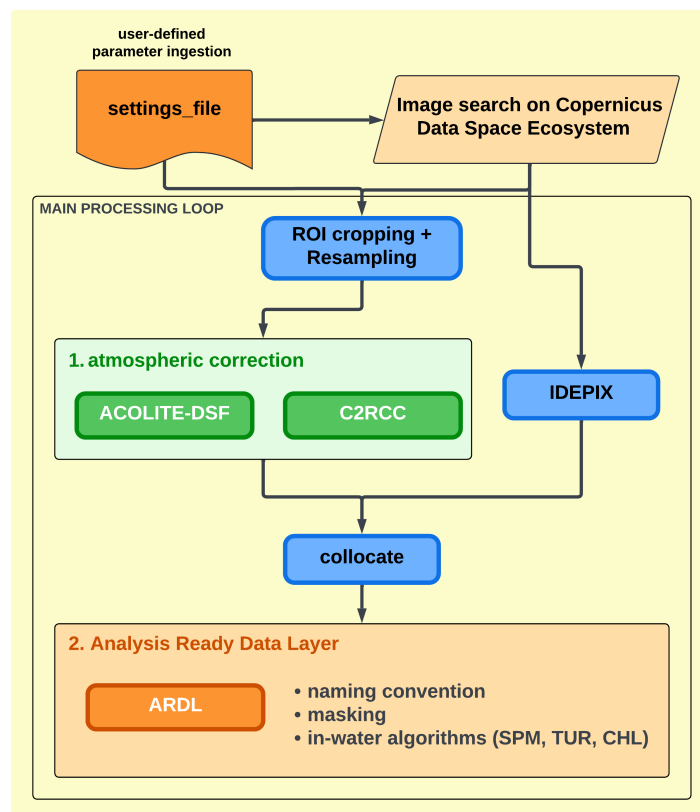 user-defined
parameter ingestion
settings_file
Image search on Copernicus
Data Space Ecosystem
MAIN PROCESSING LOOP
ROI cropping +
Resampling
1. atmospheric correction
ACOLITE-DSF
C2RCC
IDEPIX
collocate
2. Analysis Ready Data Layer
ARDL
• naming convention
• masking
• in-water algorithms (SPM, TUR, CHL)